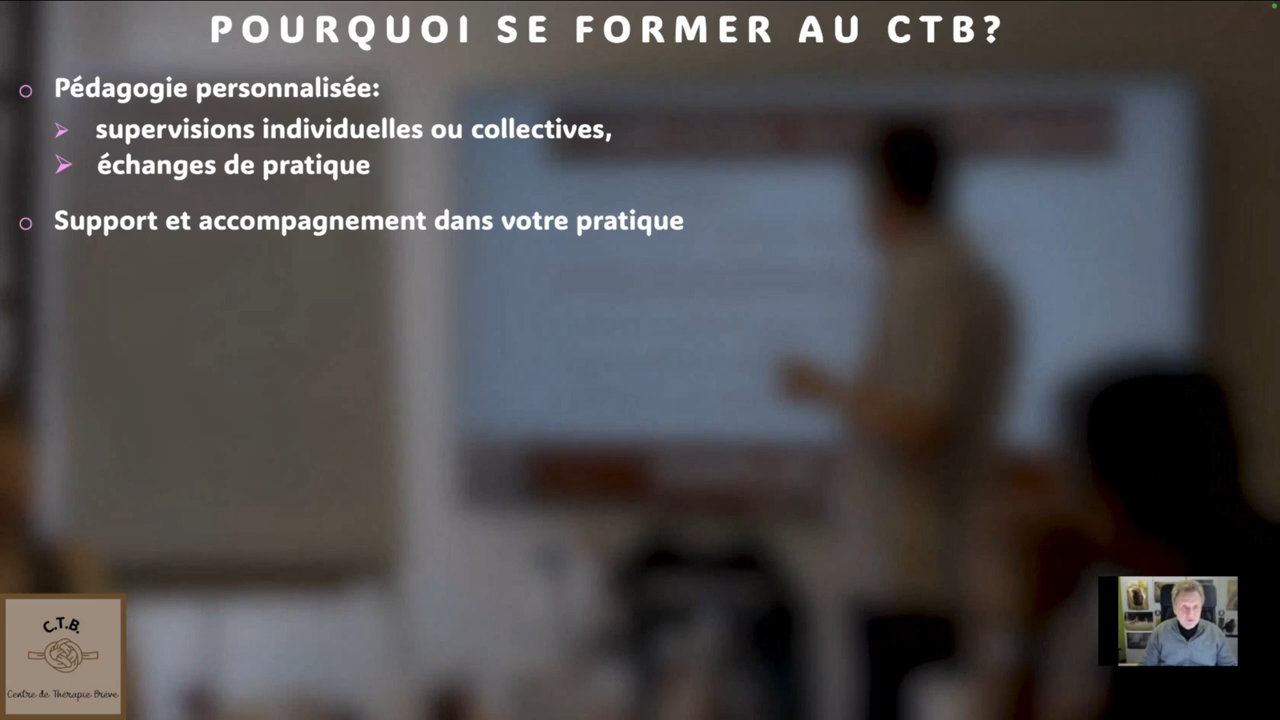 POURQUOI SE FORMER AU CTB?
Pédagogie personnalisée:
supervisions individuelles ou collectives,
échanges de pratique
Support et accompagnement dans votre pratique
C.T.B.
Centre de Thérapie Brève